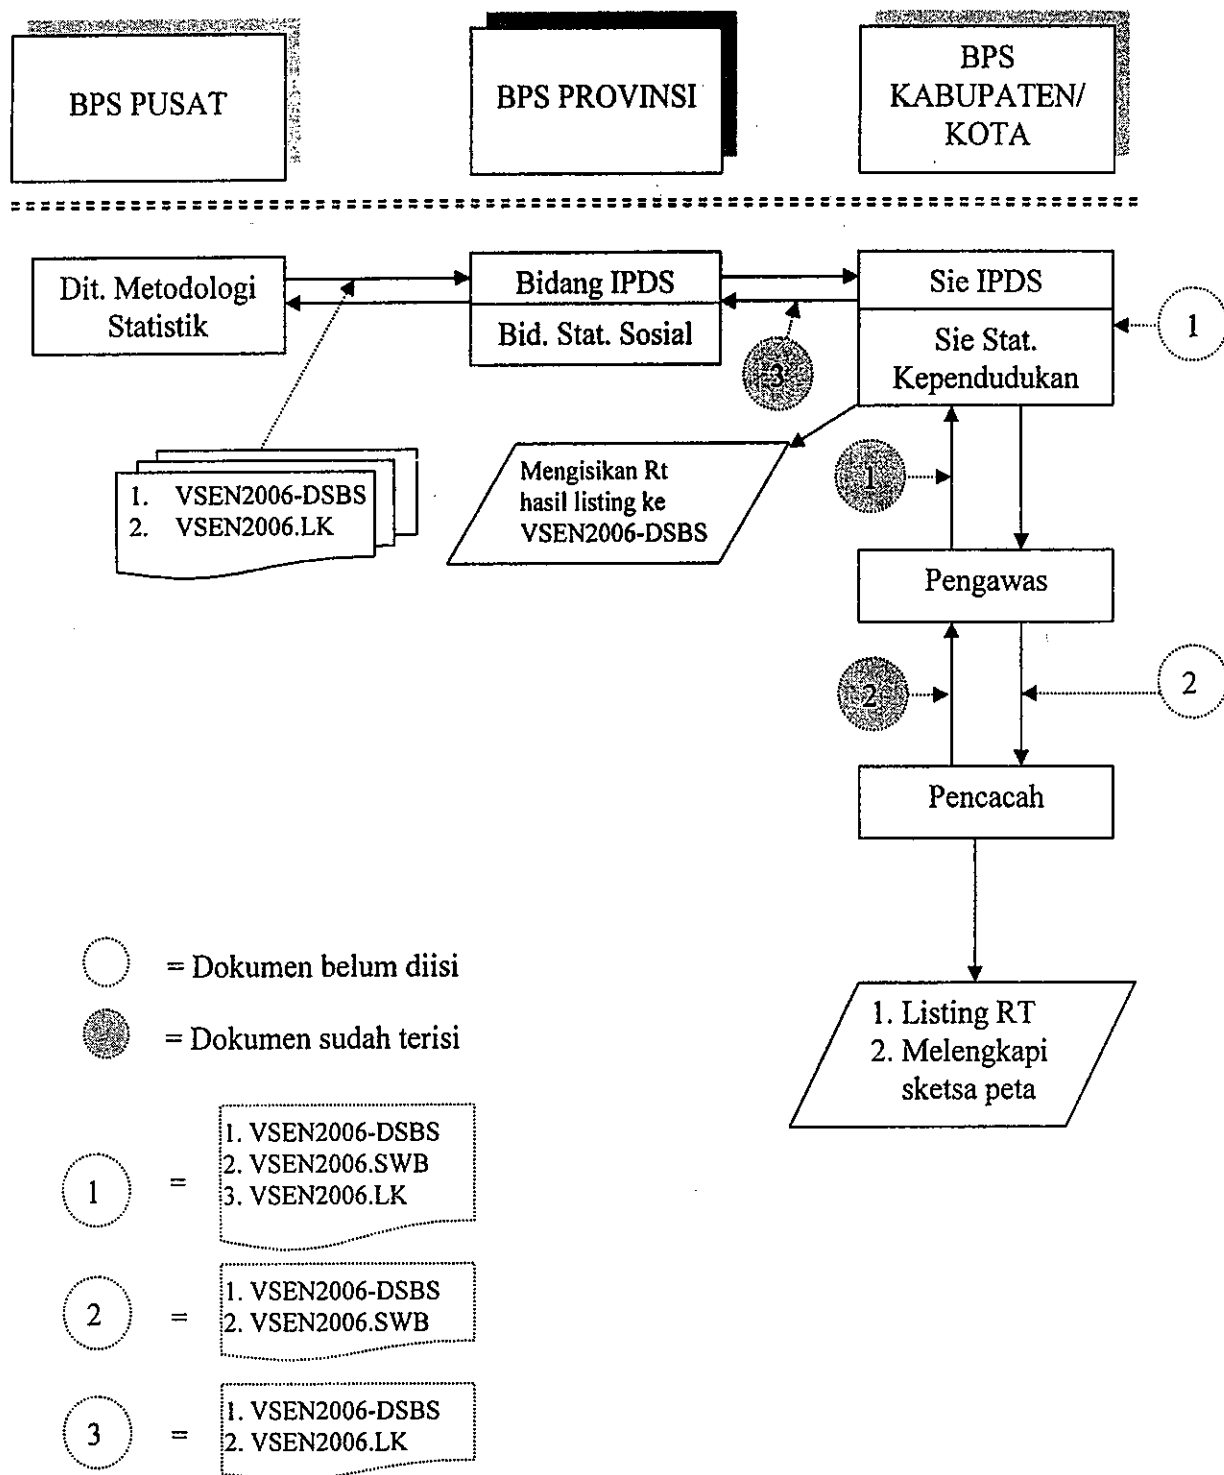 BPS PUSAT
BPS PROVINSI
BPS
KABUPATEN/
KOTA
Dit. Metodologi
Statistik
Bidang IPDS
Bid. Stat. Sosial
Sie IPDS
Sie Stat.
Kependudukan
1
3
1. VSEN2006-DSBS
2. VSEN2006.LK
Mengisikan Rt
hasil listing ke
VSEN2006-DSBS
1
Pengawas
2
2
Pencacah
1. Listing RT
2. Melengkapi
sketsa peta
= Dokumen belum diisi
= Dokumen sudah terisi
1 =
1. VSEN2006-DSBS
2. VSEN2006.SWB
3. VSEN2006.LK
2 =
1. VSEN2006-DSBS
2. VSEN2006.SWB
3 =
1. VSEN2006-DSBS
2. VSEN2006.LK